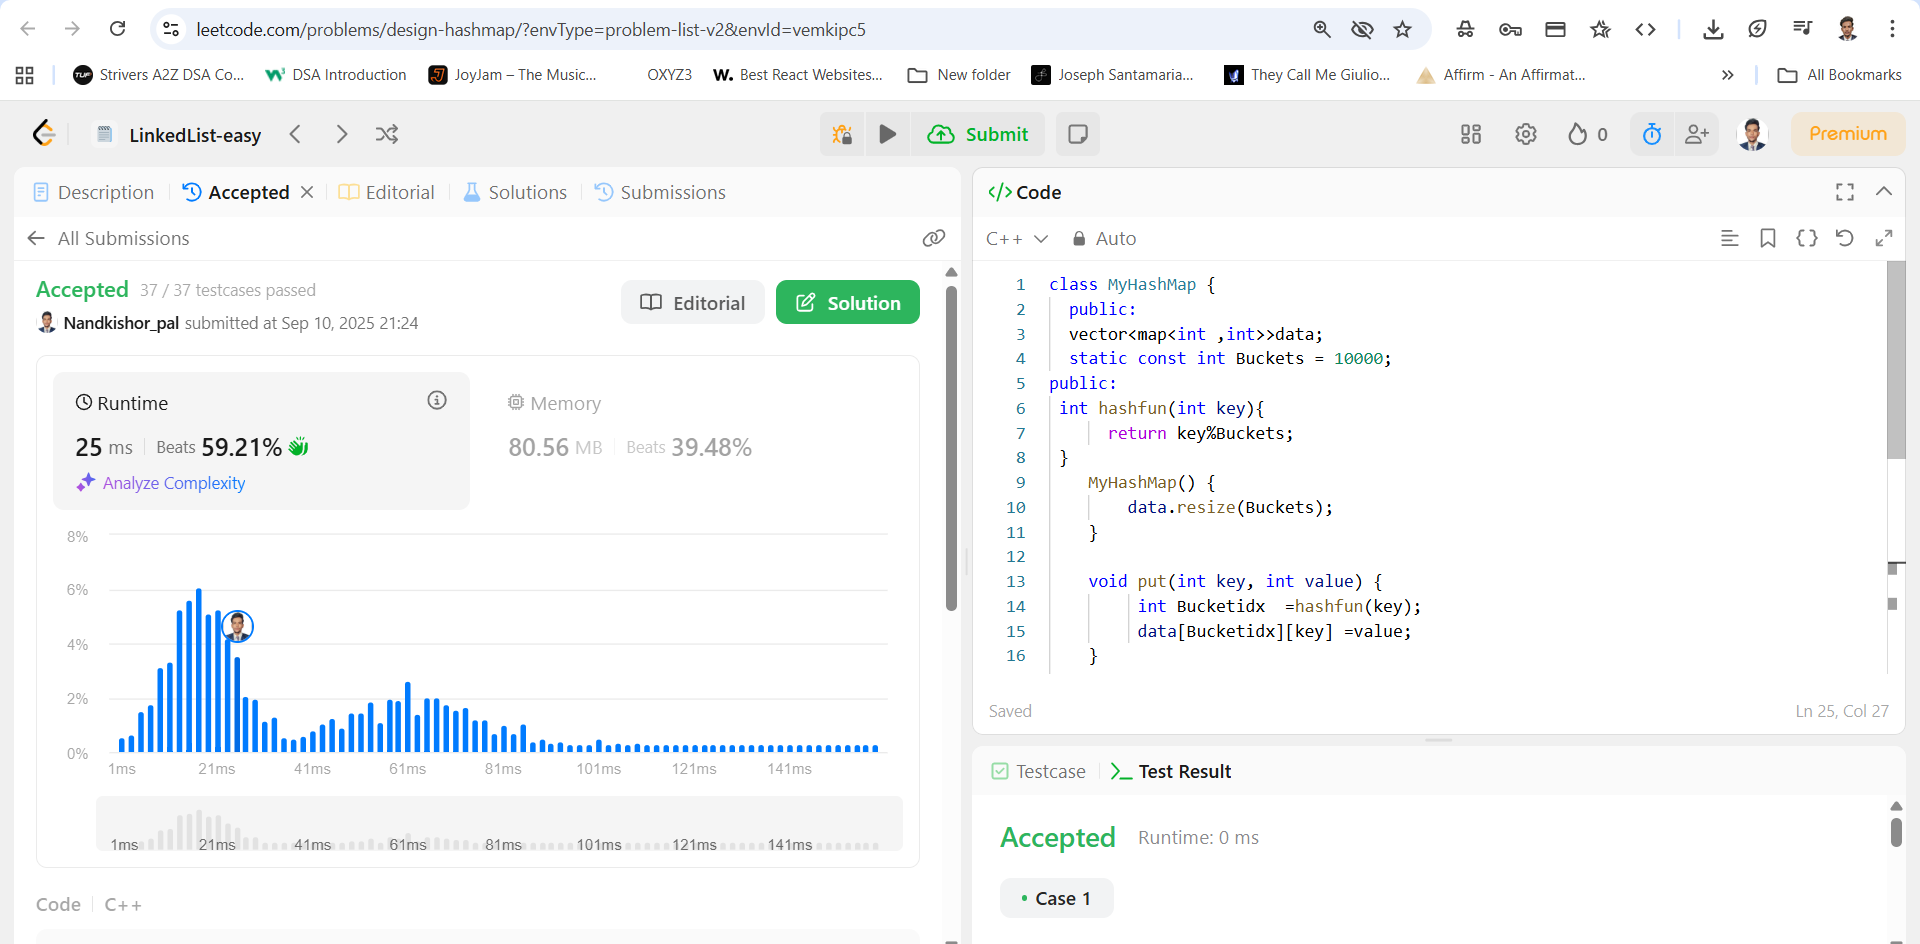 leetcode.com/problems/design-hashmap/?envType=problem-list-v2&envId=vemkipc5
TUF Strivers A2Z DSA Co...
DSA Introduction
JoyJam – The Music...
OXYZ3
W. Best React Websites...
New folder
Joseph Santamaria...
They Call Me Giulio...
Affirm - An Affirmat...
All Bookmarks
LinkedList-easy
Submit
0
Premium
Description
Accepted
Editorial
Solutions
Submissions
All Submissions
Accepted 37 / 37 testcases passed
Nandkishor_pal submitted at Sep 10, 2025 21:24
Editorial
Solution
Runtime
25 ms Beats 59.21%
Analyze Complexity
Memory
80.56 MB Beats 39.48%
8%
6%
4%
2%
0%
1ms 21ms 41ms 61ms 81ms 101ms 121ms 141ms
1ms 21ms 41ms 61ms 81ms 101ms 121ms 141ms
Code C++
</> Code
C++ Auto
1 class MyHashMap {
2 public:
3 vector<map<int ,int>>data;
4 static const int Buckets = 10000;
5 public:
6 int hashfun(int key){
7 return key%Buckets;
8 }
9 MyHashMap() {
10 data.resize(Buckets);
11 }
12
13 void put(int key, int value) {
14 int Bucketidx  =hashfun(key);
15 data[Bucketidx][key] =value;
16 }
Saved
Ln 25, Col 27
Testcase
Test Result
Accepted Runtime: 0 ms
• Case 1